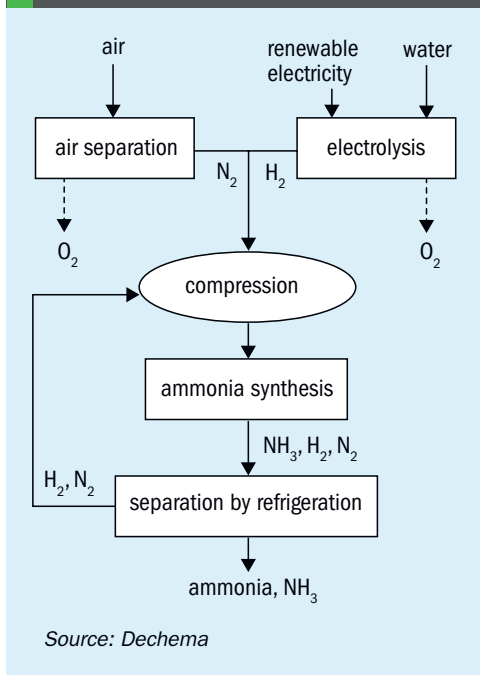 air
renewable
electricity
water
air separation
electrolysis
N₂
H₂
O₂
O₂
compression
ammonia synthesis
NH₃, H₂, N₂
H₂, N₂
separation by refrigeration
ammonia, NH₃
Source: Dechema